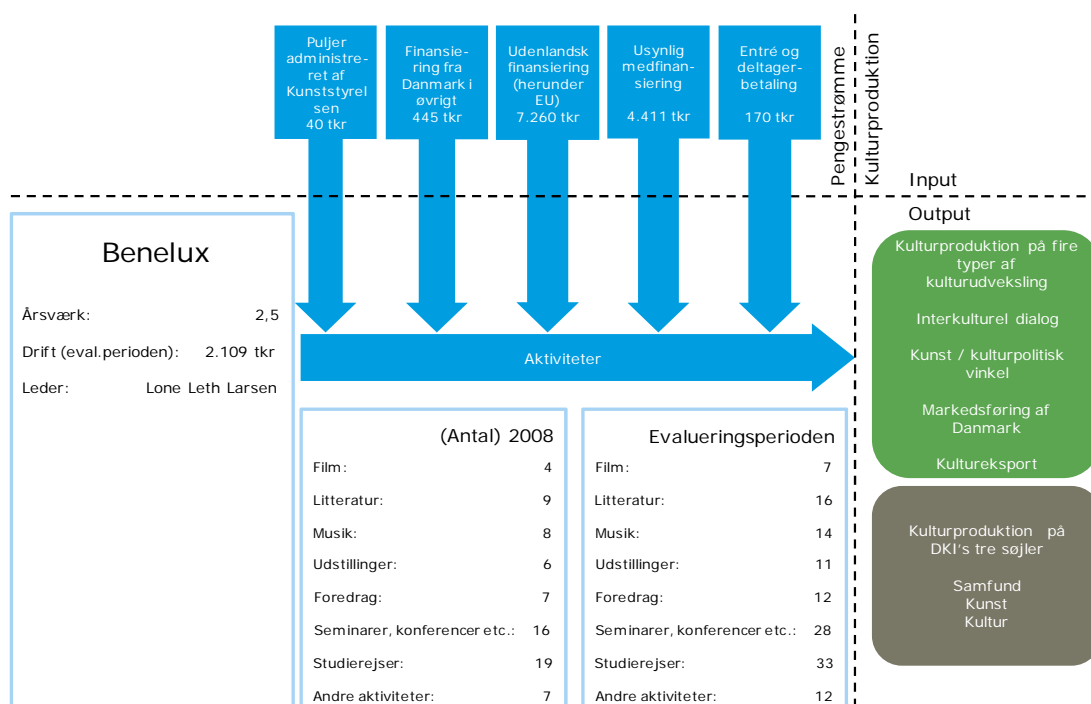 Puljer
administre-
ret af
Kunststyrel
sen
40 tkr
Finansie-
ring fra
Danmark i
øvrigt
445 tkr
Udenlandsk
finansiering
(herunder
EU)
7.260 tkr
Usynlig
medfinan-
siering
4.411 tkr
Entré og
deltager-
betaling
170 tkr
Pengestrømme
Kulturproduktion
Input
Output
Benelux
Årsværk: 2,5
Drift (eval.perioden): 2.109 tkr
Leder: Lone Leth Larsen
Aktiviteter
(Antal) 2008
Film: 4
Litteratur: 9
Musik: 8
Udstillinger: 6
Foredrag: 7
Seminarer, konferencer etc.: 16
Studierejser: 19
Andre aktiviteter: 7
Evalueringsperioden
Film: 7
Litteratur: 16
Musik: 14
Udstillinger: 11
Foredrag: 12
Seminarer, konferencer etc.: 28
Studierejser: 33
Andre aktiviteter: 12
Kulturproduktion på fire
typer af
kulturudveksling
Interkulturel dialog
Kunst / kulturpolitisk
vinkel
Markedsføring af
Danmark
Kultureksport
Kulturproduktion på
DKI's tre søjler
Samfund
Kunst
Kultur